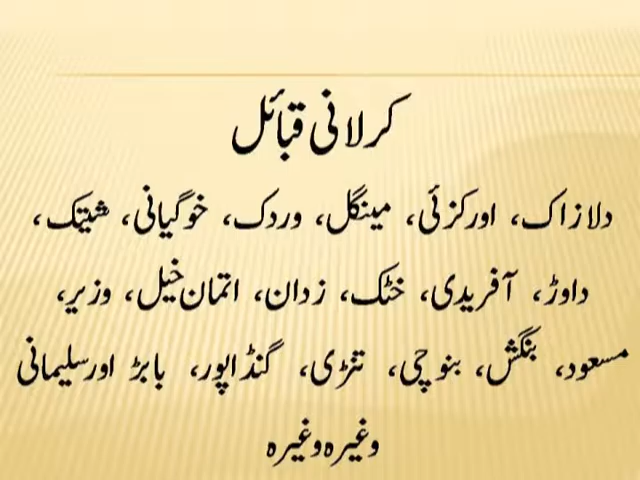 کرلانی قبائل
دلازاک، اورکزئی، مینگل، وردک، خوگیانی، شیتک،
داوڑ، آفریدی، خٹک، زدان، اتمان خیل، وزیر،
مسعود، بنگش، بنوچی، تنڑی، گنڈاپور، بابڑ اورسلیمانی
وغیرہ وغیرہ